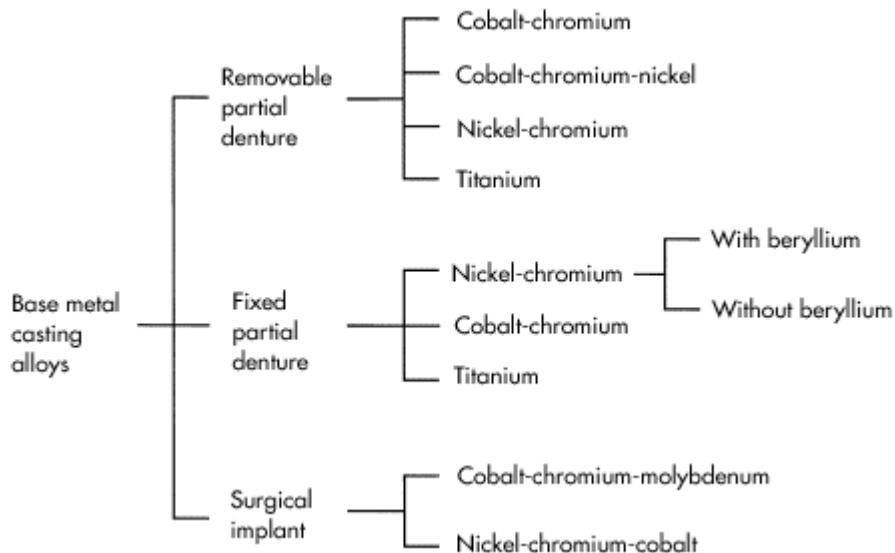 Base metal
casting
alloys
Removable
partial
denture
Cobalt-chromium
Cobalt-chromium-nickel
Nickel-chromium
Titanium
Fixed
partial
denture
Nickel-chromium
With beryllium
Without beryllium
Cobalt-chromium
Titanium
Surgical
implant
Cobalt-chromium-molybdenum
Nickel-chromium-cobalt